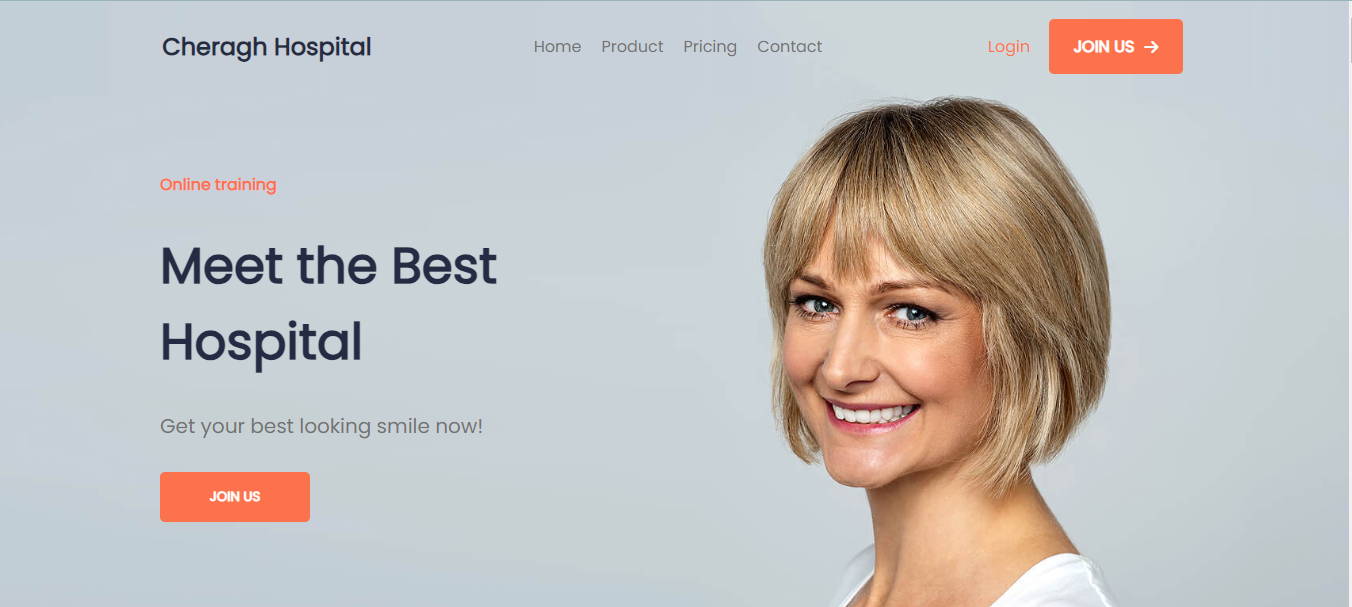 Cheragh Hospital
Home Product Pricing Contact
Login JOIN US
Online training
Meet the Best
Hospital
Get your best looking smile now!
JOIN US